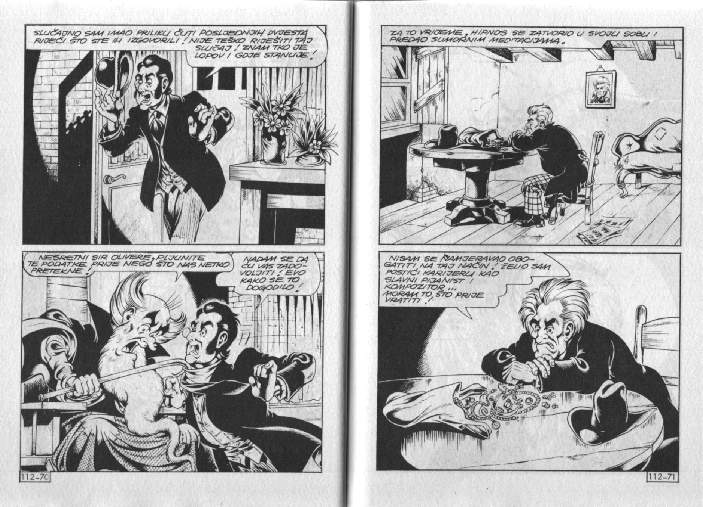 SLUČAJNO SAM IMAO PRILIKU ČUTI POSLJEDNJIH DVJESTA
RIJEČI ŠTO STE IH IZGOVORILI! NIJE TEŠKO RIJEŠITI TAJ
SLUČAJ! ZNAM TKO JE
LOPOV I GDJE STANUJE!
NESRETNI SIR OLIVERE, PLJUNITE
TE PODATKE PRIJE NEGO ŠTO NAS NETKO
PRETEKNE!
NADAM SE DA
ĆU VAS ZADO-
VOLJITI! EVO
KAKO SE TO
DOGODILO!
112-70
ZA TO VRIJEME, HIPNOS SE ZATVORIO U SVOJU SOBU I
PREDAO SUMORNIM MEDITACIJAMA.
NISAM SE NAMJERAVAO OBO-
GATITI NA TAJ NAČIN! ŽELIO SAM
POSTIĆI KARIJERU KAO
SLAVNI PIJANIST I
KOMPOZITOR...
MORAM TO ŠTO PRIJE
VRATITI!
112-71